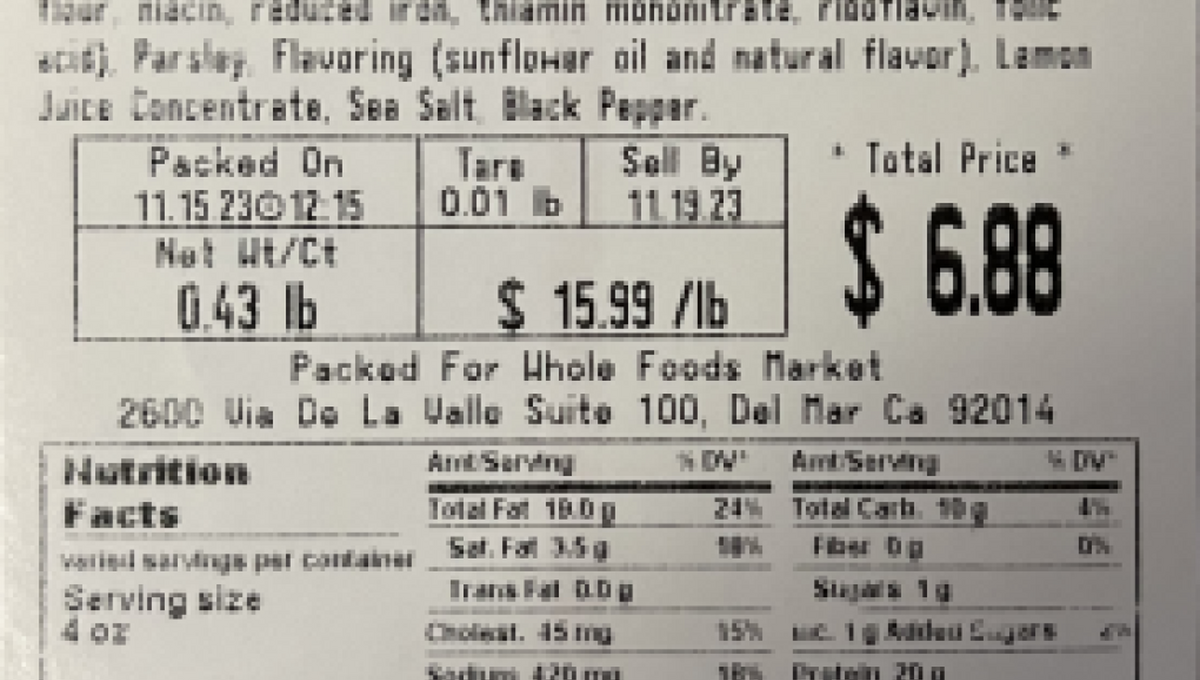 flour, niacin, reduced iron, thiamin mononitrate, riboflavin, folic
acid), Parsley, Flavoring (sunflower oil and natural flavor), Lemon
Juice Concentrate, Sea Salt, Black Pepper.
Packed On Tare Sell By * Total Price *
11.15.23 12:15 0.01 lb 11.19.23
$ 6.88
Net Wt/Ct
0.43 lb $ 15.99 /lb
Packed For Whole Foods Market
2600 Via De La Valle Suite 100, Del Mar Ca 92014
Nutrition Amt/Serving % DV* Amt/Serving % DV*
Facts Total Fat 19.0 g 24% Total Carb. 10 g 4%
varied servings per container Sat. Fat 3.5 g 18% Fiber 0 g 0%
Serving size Trans Fat 0.0 g Sugars 1 g
4 oz Cholest. 45 mg 15% Inc. 1 g Added Sugars 2%
Sodium 420 mg 18% Protein 20 g